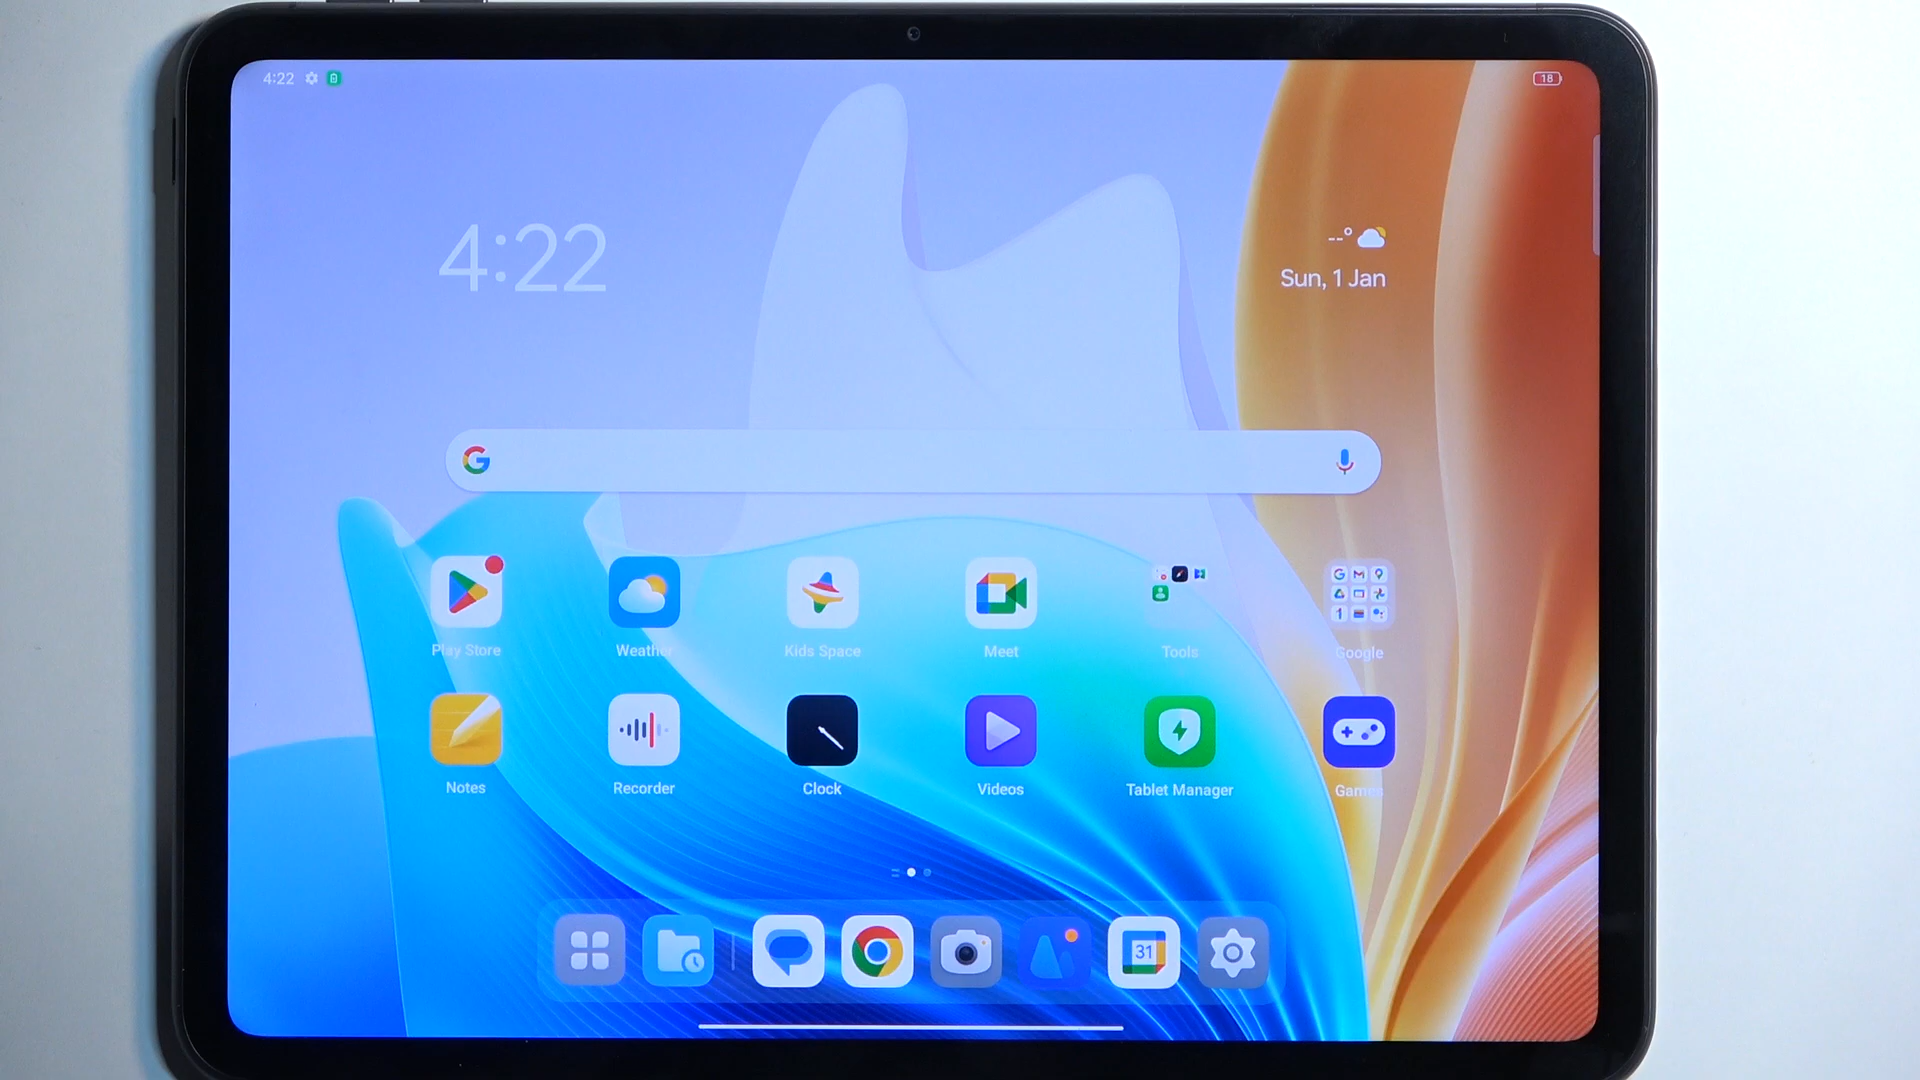 4:22
18
4:22
--°
Sun, 1 Jan
Play Store
Weather
Kids Space
Meet
Tools
Google
Notes
Recorder
Clock
Videos
Tablet Manager
Games
31